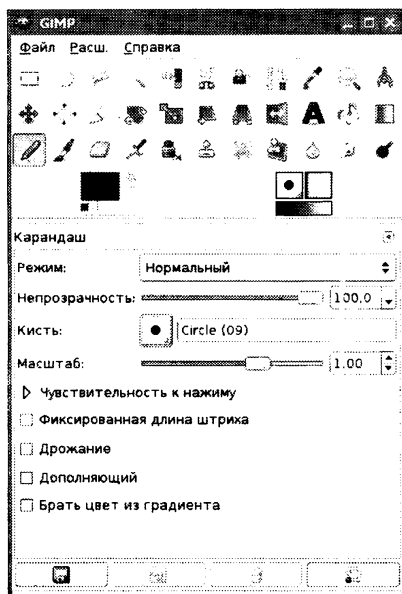 GIMP
Файл Расш. Справка
Карандаш
Режим: Нормальный
Непрозрачность: 100,0
Кисть: Circle (09)
Масштаб: 1.00
Чувствительность к нажиму
Фиксированная длина штриха
Дрожание
Дополняющий
Брать цвет из градиента